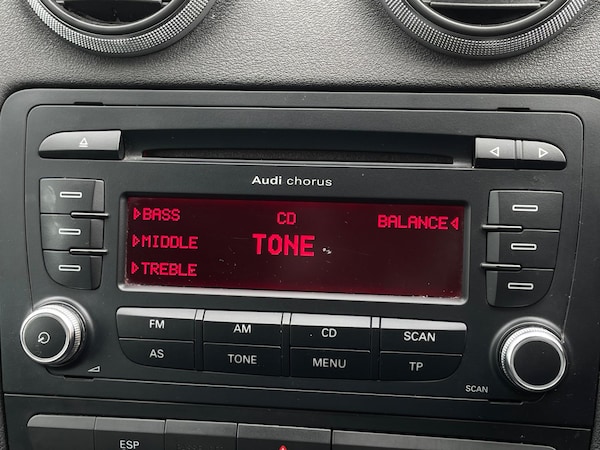 Audi chorus
BASS CD BALANCE
MIDDLE TONE
TREBLE
FM AM CD SCAN
AS TONE MENU TP
SCAN
ESP